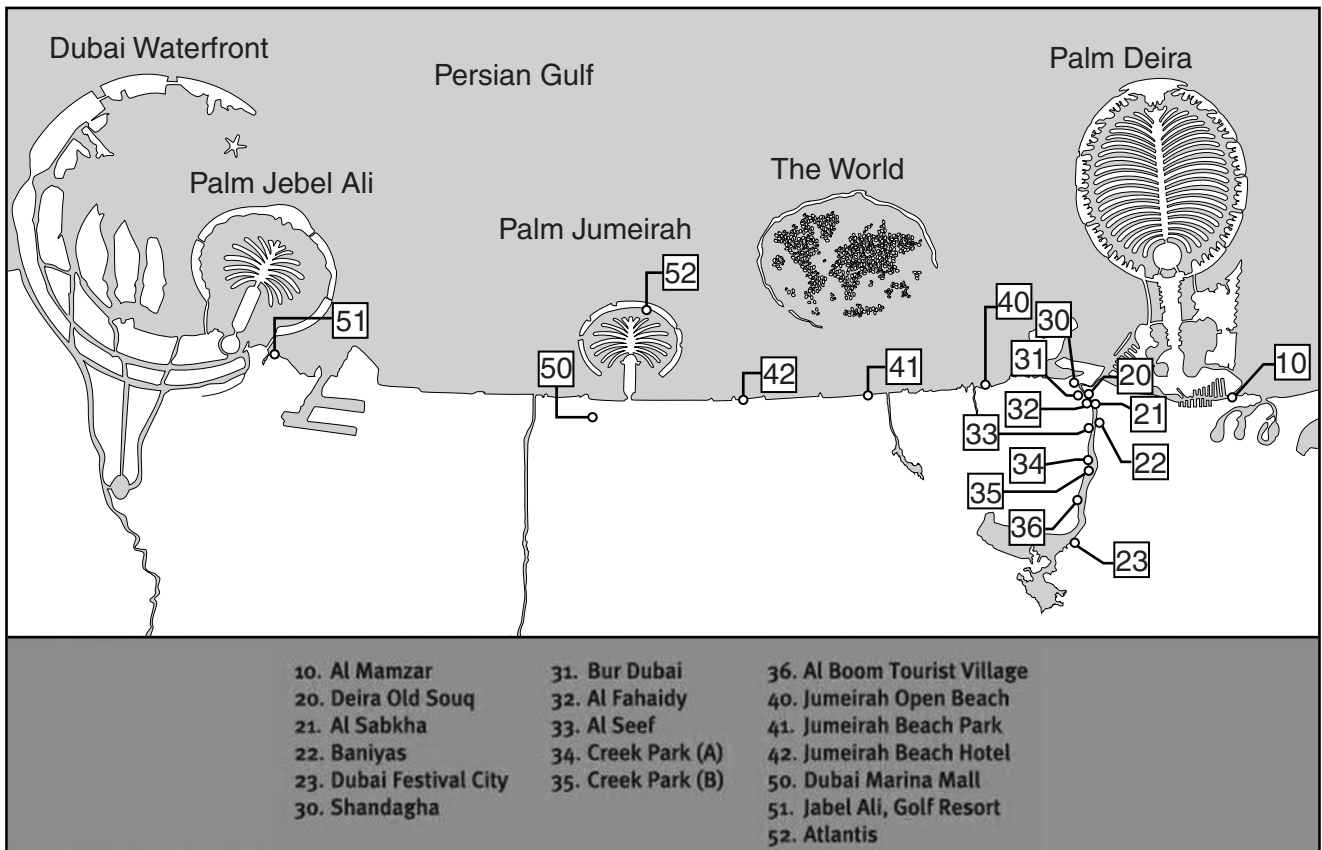 Dubai Waterfront
Persian Gulf
Palm Deira
Palm Jebel Ali
The World
Palm Jumeirah
52
51
40
30
50
42
41
31
20
10
32
21
33
22
34
35
36
23
10. Al Mamzar
20. Deira Old Souq
21. Al Sabkha
22. Baniyas
23. Dubai Festival City
30. Shandagha
31. Bur Dubai
32. Al Fahaidy
33. Al Seef
34. Creek Park (A)
35. Creek Park (B)
36. Al Boom Tourist Village
40. Jumeirah Open Beach
41. Jumeirah Beach Park
42. Jumeirah Beach Hotel
50. Dubai Marina Mall
51. Jabel Ali, Golf Resort
52. Atlantis